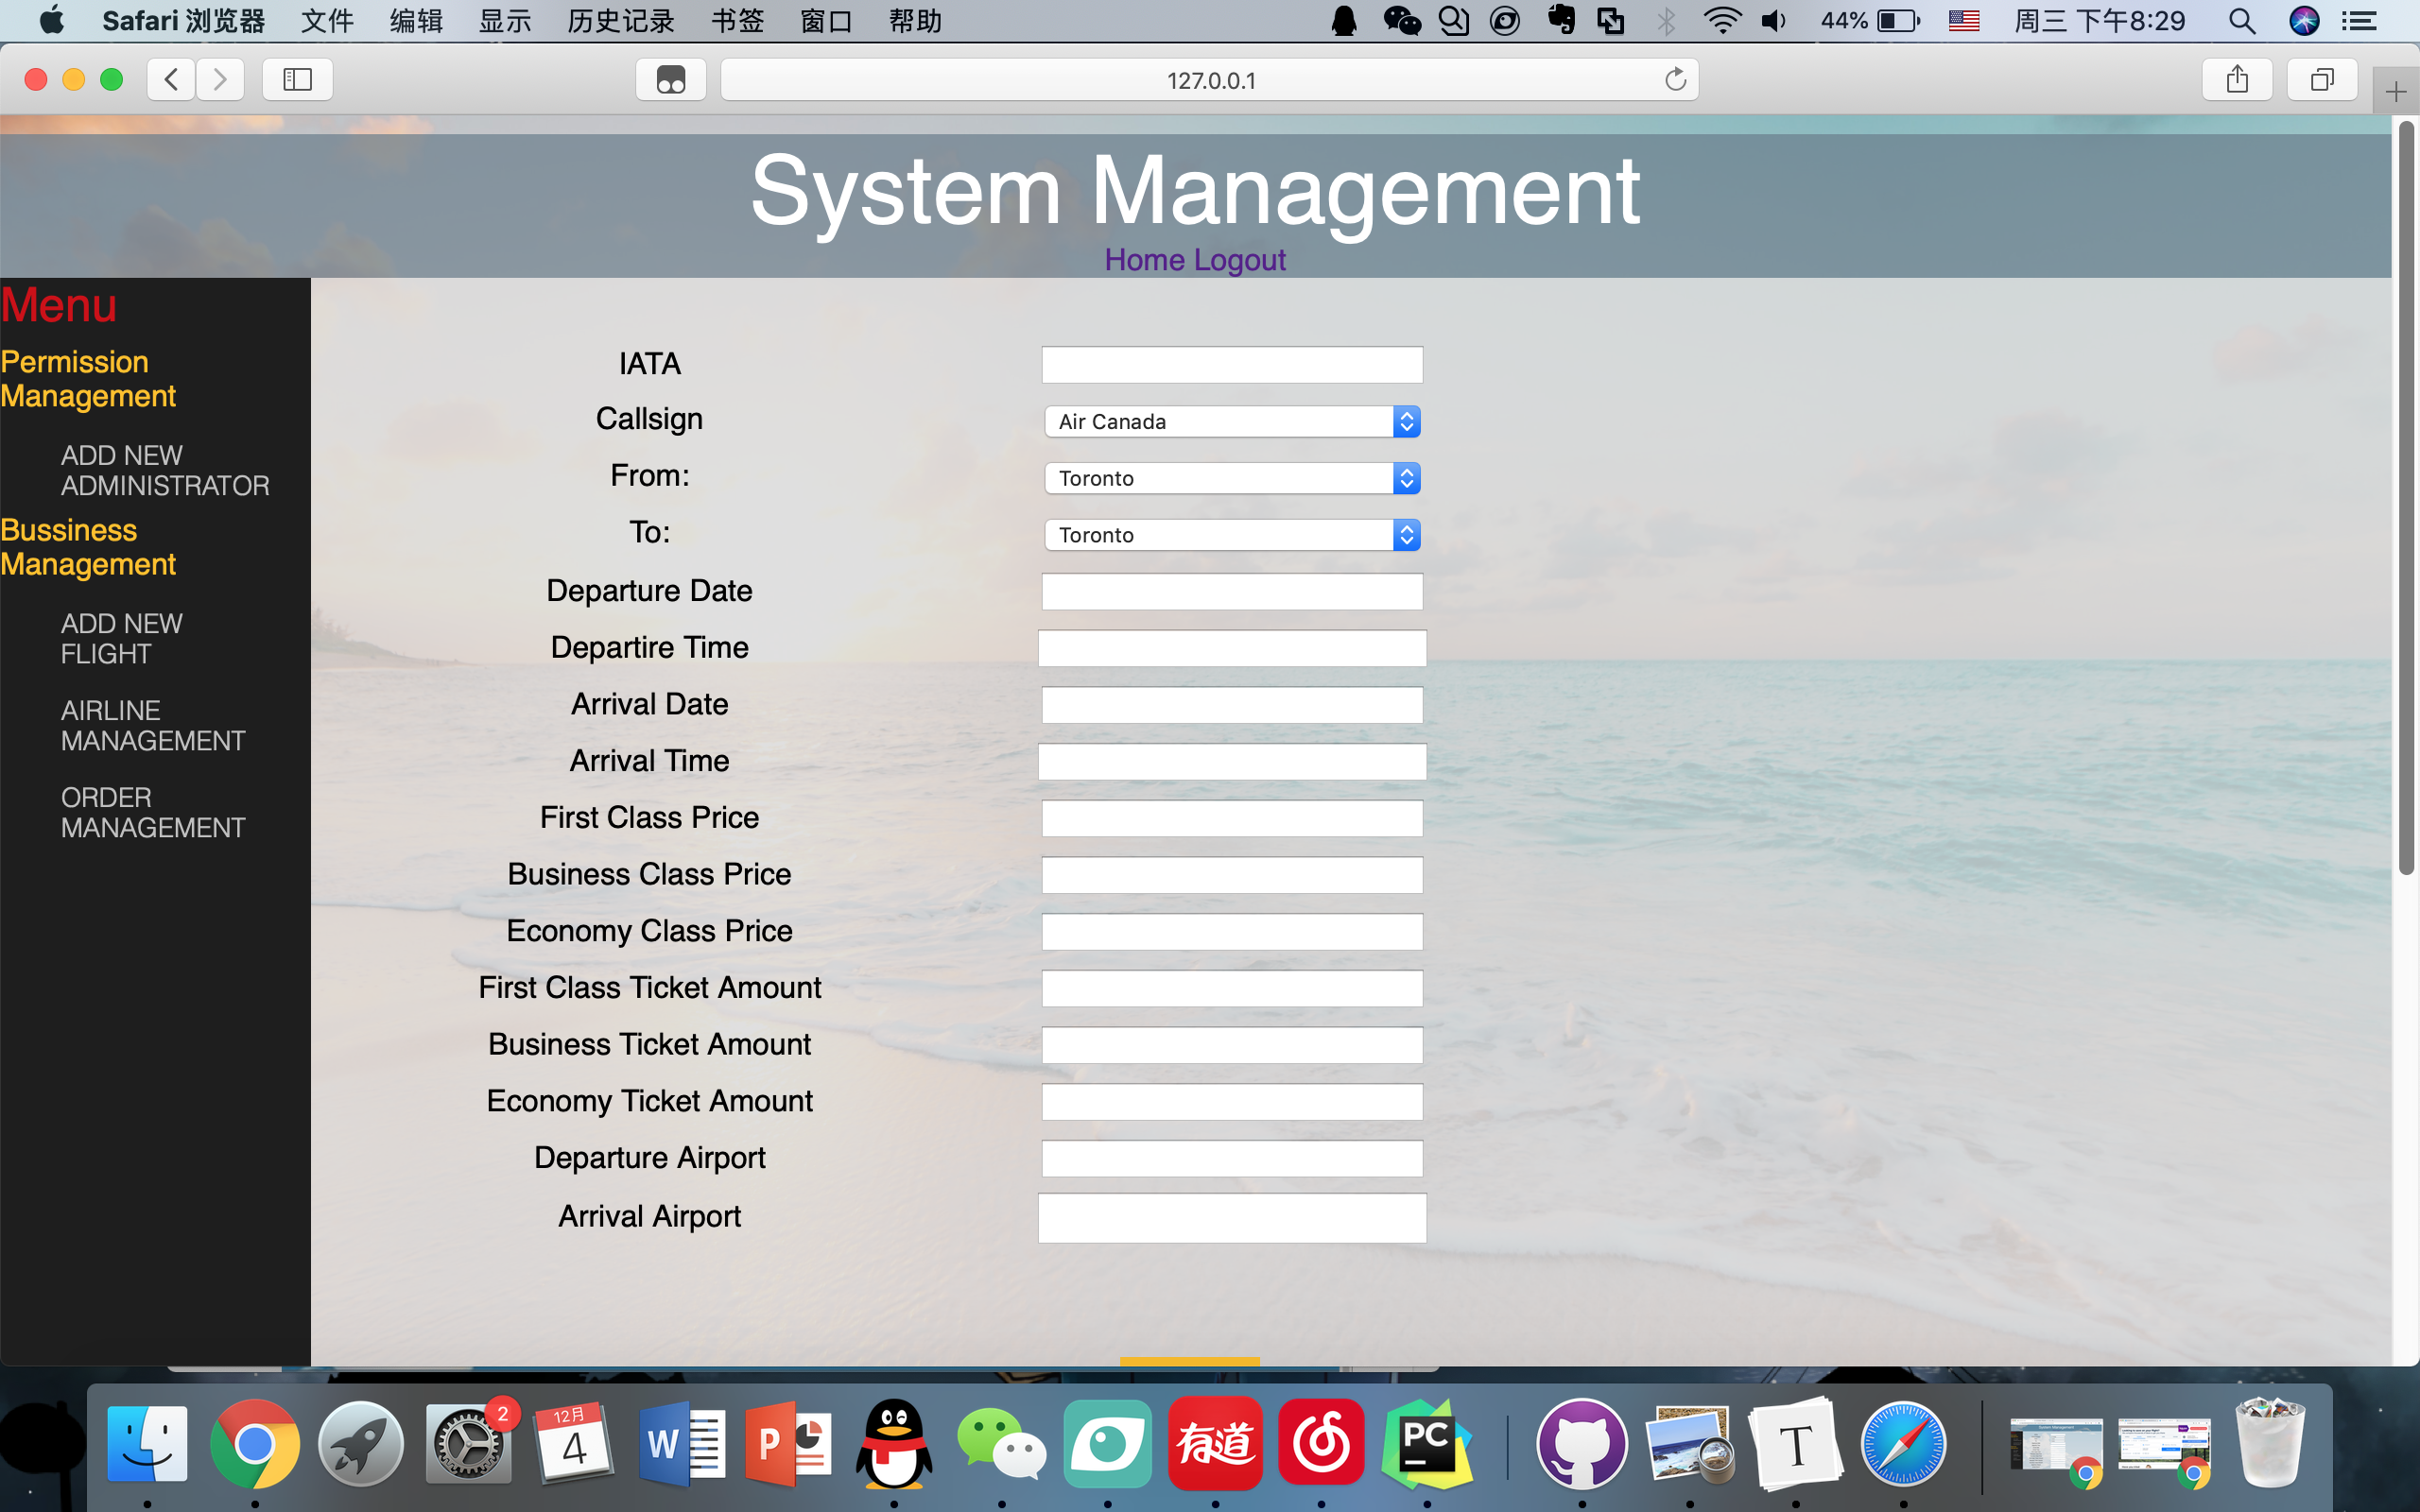 Safari 浏览器 文件 编辑 显示 历史记录 书签 窗口 帮助 44% 周三 下午8:29
127.0.0.1
System Management
Home Logout
Menu
Permission
Management
ADD NEW
ADMINISTRATOR
Bussiness
Management
ADD NEW
FLIGHT
AIRLINE
MANAGEMENT
ORDER
MANAGEMENT
IATA
Callsign Air Canada
From: Toronto
To: Toronto
Departure Date
Departire Time
Arrival Date
Arrival Time
First Class Price
Business Class Price
Economy Class Price
First Class Ticket Amount
Business Ticket Amount
Economy Ticket Amount
Departure Airport
Arrival Airport
2
12月
4
W
P
有道
PC
T